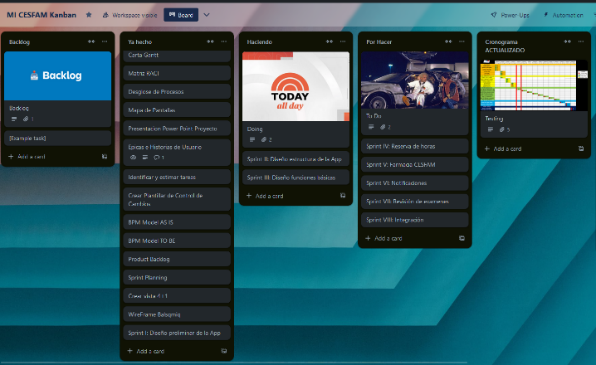 MI CESFAM Kanban
Workspace visible
Board
Power-Ups
Automation
Backlog
Backlog
Backlog
1
[Example task]
+ Add a card
Ya hecho
Carta Gantt
Matriz RACI
Desglose de Procesos
Mapa de Pantallas
Presentacion Power Point Proyecto
Epicas e Historias de Usuario
1
Identificar y estimar tareas
Crear Plantillas de Control de
Cambios
BPM Model AS IS
BPM Model TO BE
Product Backlog
Sprint Planning
Crear vista 4+1
WireFrame Balsqmiq
Sprint I: Diseño preliminar de la App
+ Add a card
Haciendo
TODAY
all day
Doing
2
Sprint II: Diseño estructura de la App
Sprint III: Diseño funciones básicas
+ Add a card
Por Hacer
To Do
3
Sprint IV: Reserva de horas
Sprint V: Farmacia CESFAM
Sprint VI: Notificaciones
Sprint VII: Revisión de examenes
Sprint VIII: Integración
+ Add a card
Cronograma
ACTUALIZADO
Testing
5
+ Add a card